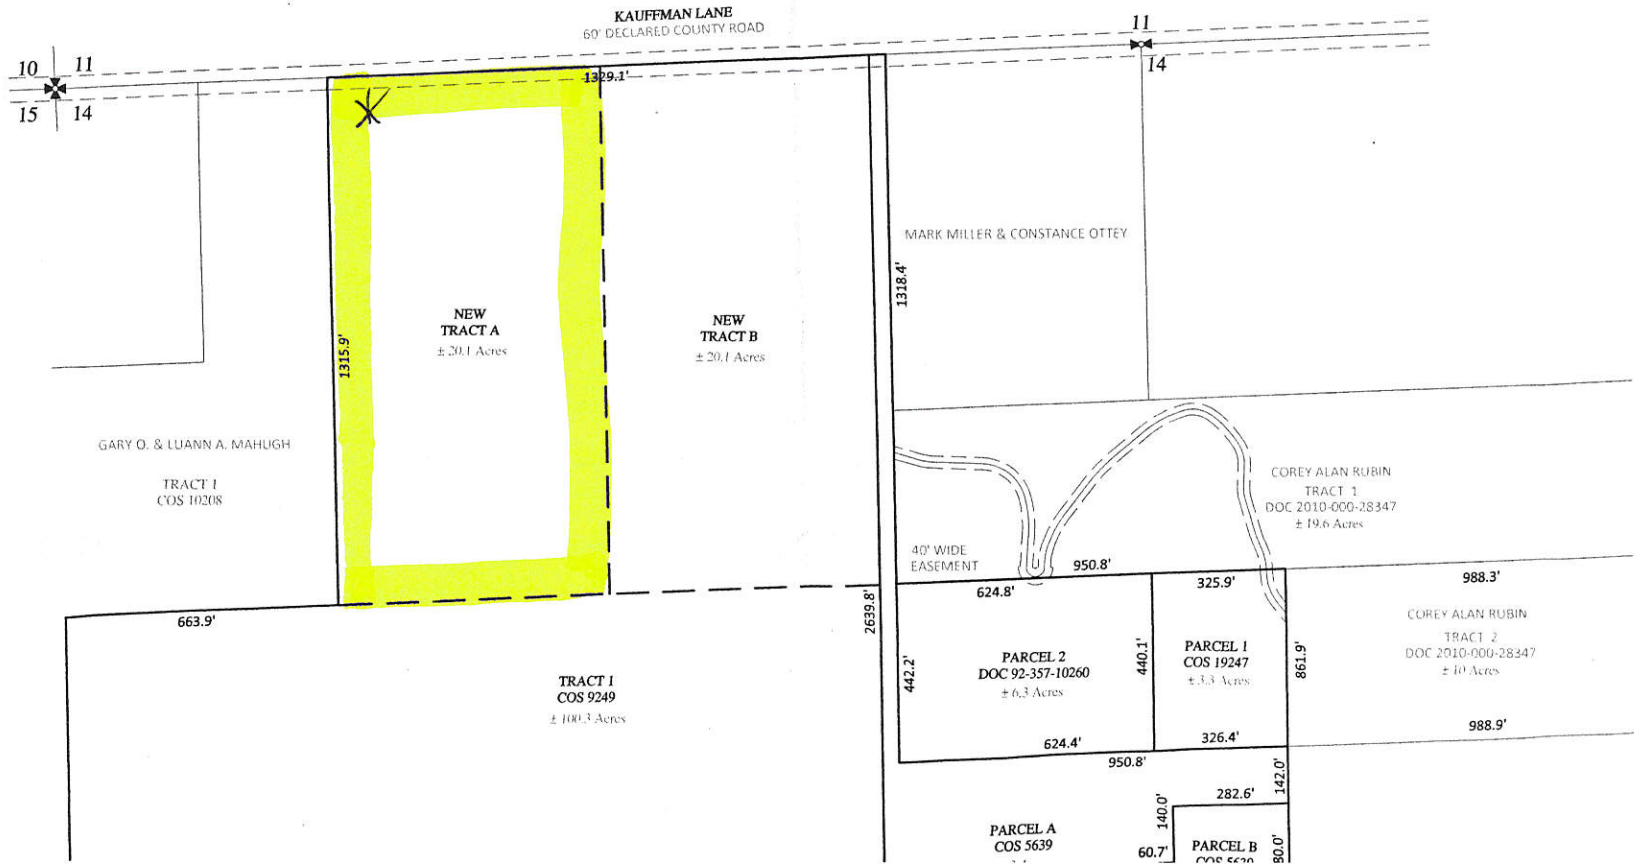 KAUFFMAN LANE
60' DECLARED COUNTY ROAD
10
11
15
14
11
14
1329.1'
MARK MILLER & CONSTANCE OTTEY
1318.4'
NEW
TRACT A
± 20.1 Acres
NEW
TRACT B
± 20.1 Acres
1315.9'
GARY O. & LUANN A. MAHUGH
TRACT 1
COS 10208
COREY ALAN RUBIN
TRACT 1
DOC 2010-000-28347
± 19.6 Acres
40' WIDE
EASEMENT
950.8'
624.8'
325.9'
988.3'
663.9'
2639.8'
COREY ALAN RUBIN
TRACT 2
DOC 2010-000-28347
± 10 Acres
442.2'
PARCEL 2
DOC 92-357-10260
± 6.3 Acres
440.1'
PARCEL 1
COS 19247
± 3.3 Acres
861.9'
TRACT 1
COS 9249
± 100.3 Acres
624.4'
326.4'
988.9'
950.8'
142.0'
282.6'
140.0'
PARCEL A
COS 5639
60.7'
PARCEL B
COS 5639
80.0'